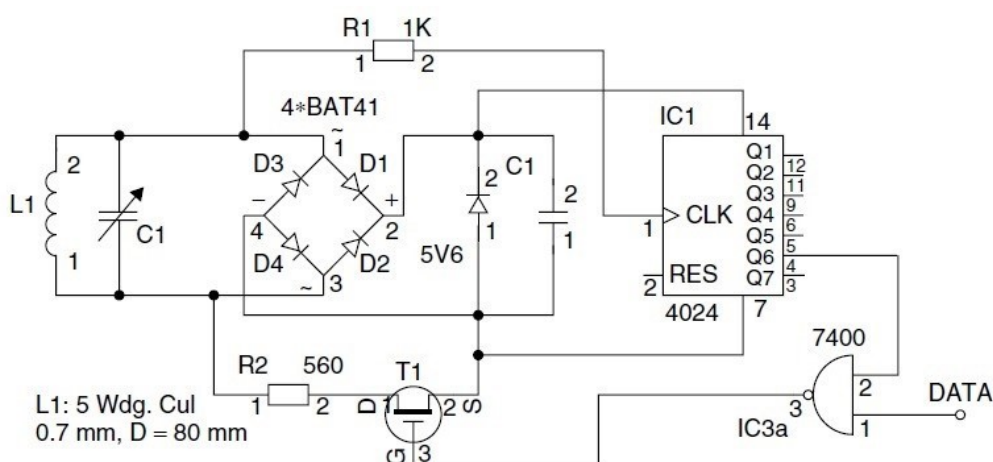 R1 1K
1 2
4*BAT41
IC1
14
~
1
2
D3 D1
C1
Q1
12
Q2
11
Q3
9
Q4
6
Q5
5
Q6
4
Q7
3
L1
C1
1
− +
4 2
2
1
2
1
1 CLK
D4 D2
5V6
~ 3
2 RES
4024
7
7400
R2 560
1 2
T1
D 1 2 S
G 3
3
2
1
DATA
IC3a
L1: 5 Wdg. Cul
0.7 mm, D = 80 mm